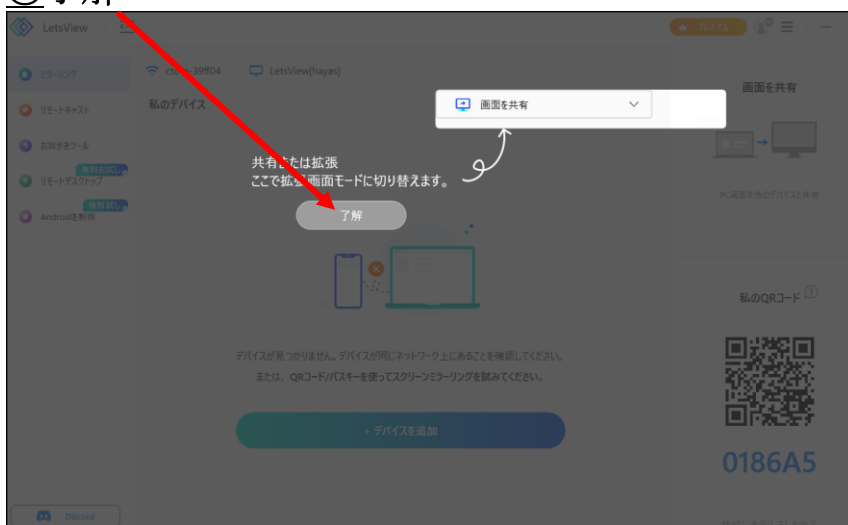 了解
LetsView
プレミアム
ミラーリング
LetsView[hayas]
画面を共有
リモートキャスト
私のデバイス
画面を共有
お絵かきツール
共有または拡張
ここで拡張画面モードに切り替えます。
無料お試し
リモートデスクトップ
PC画面を他のデバイスと共有
無料お試し
Androidを制御
了解
私のQRコード
デバイスが見つかりません。デバイスが同じネットワーク上にあることを確認してください。
または、QRコード/パスキーを使ってスクリーンミラーリングを試みてください。
+ デバイスを追加
0186A5
Discord